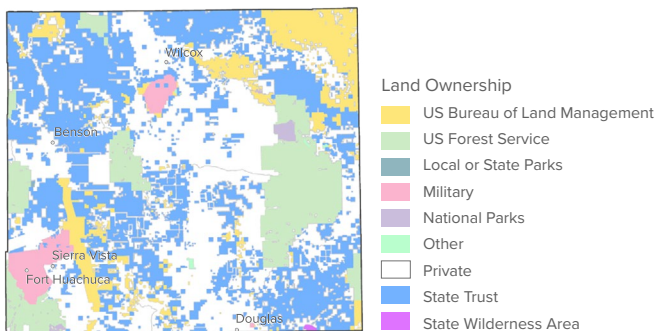 Wilcox
Benson
Sierra Vista
Fort Huachuca
Douglas
Land Ownership
US Bureau of Land Management
US Forest Service
Local or State Parks
Military
National Parks
Other
Private
State Trust
State Wilderness Area